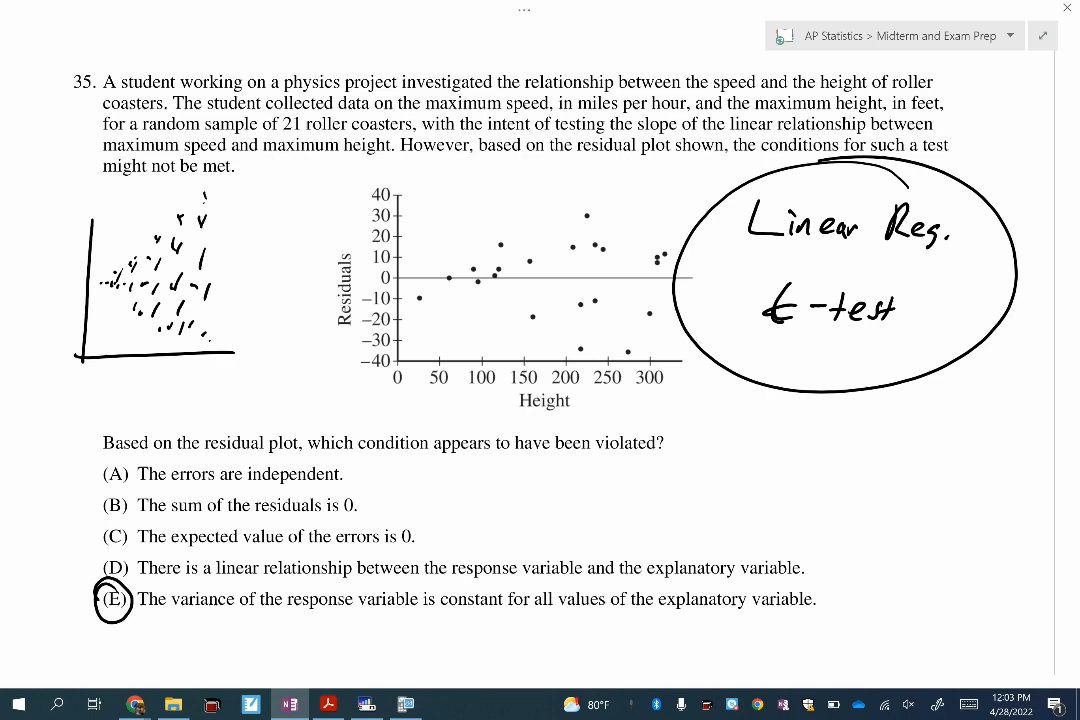 AP Statistics > Midterm and Exam Prep
35. A student working on a physics project investigated the relationship between the speed and the height of roller
coasters. The student collected data on the maximum speed, in miles per hour, and the maximum height, in feet,
for a random sample of 21 roller coasters, with the intent of testing the slope of the linear relationship between
maximum speed and maximum height. However, based on the residual plot shown, the conditions for such a test
might not be met.
40
30
20
10
0
-10
-20
-30
-40
Residuals
0 50 100 150 200 250 300
Height
Linear Reg.
t-test
Based on the residual plot, which condition appears to have been violated?
(A) The errors are independent.
(B) The sum of the residuals is 0.
(C) The expected value of the errors is 0.
(D) There is a linear relationship between the response variable and the explanatory variable.
(E) The variance of the response variable is constant for all values of the explanatory variable.
80°F
12:03 PM
4/28/2022